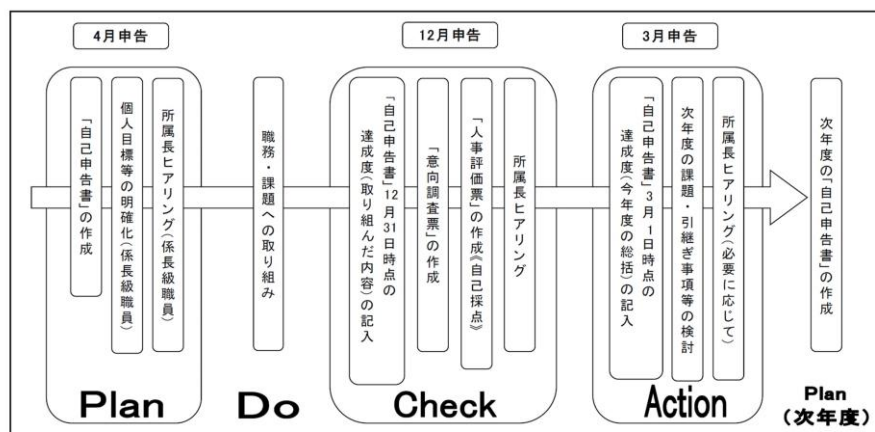 4月申告
12月申告
3月申告
「自己申告書」の作成
個人目標等の明確化(係長級職員)
所属長ヒアリング(係長級職員)
職務・課題への取り組み
「自己申告書」12月31日時点の
達成度(取り組んだ内容)の記入
「意向調査票」の作成
「人事評価票」の作成《自己採点》
所属長ヒアリング
「自己申告書」3月1日時点の
達成度(今年度の総括)の記入
次年度の課題・引継ぎ事項等の検討
所属長ヒアリング(必要に応じて)
次年度の「自己申告書」の作成
Plan
Do
Check
Action
Plan
(次年度)